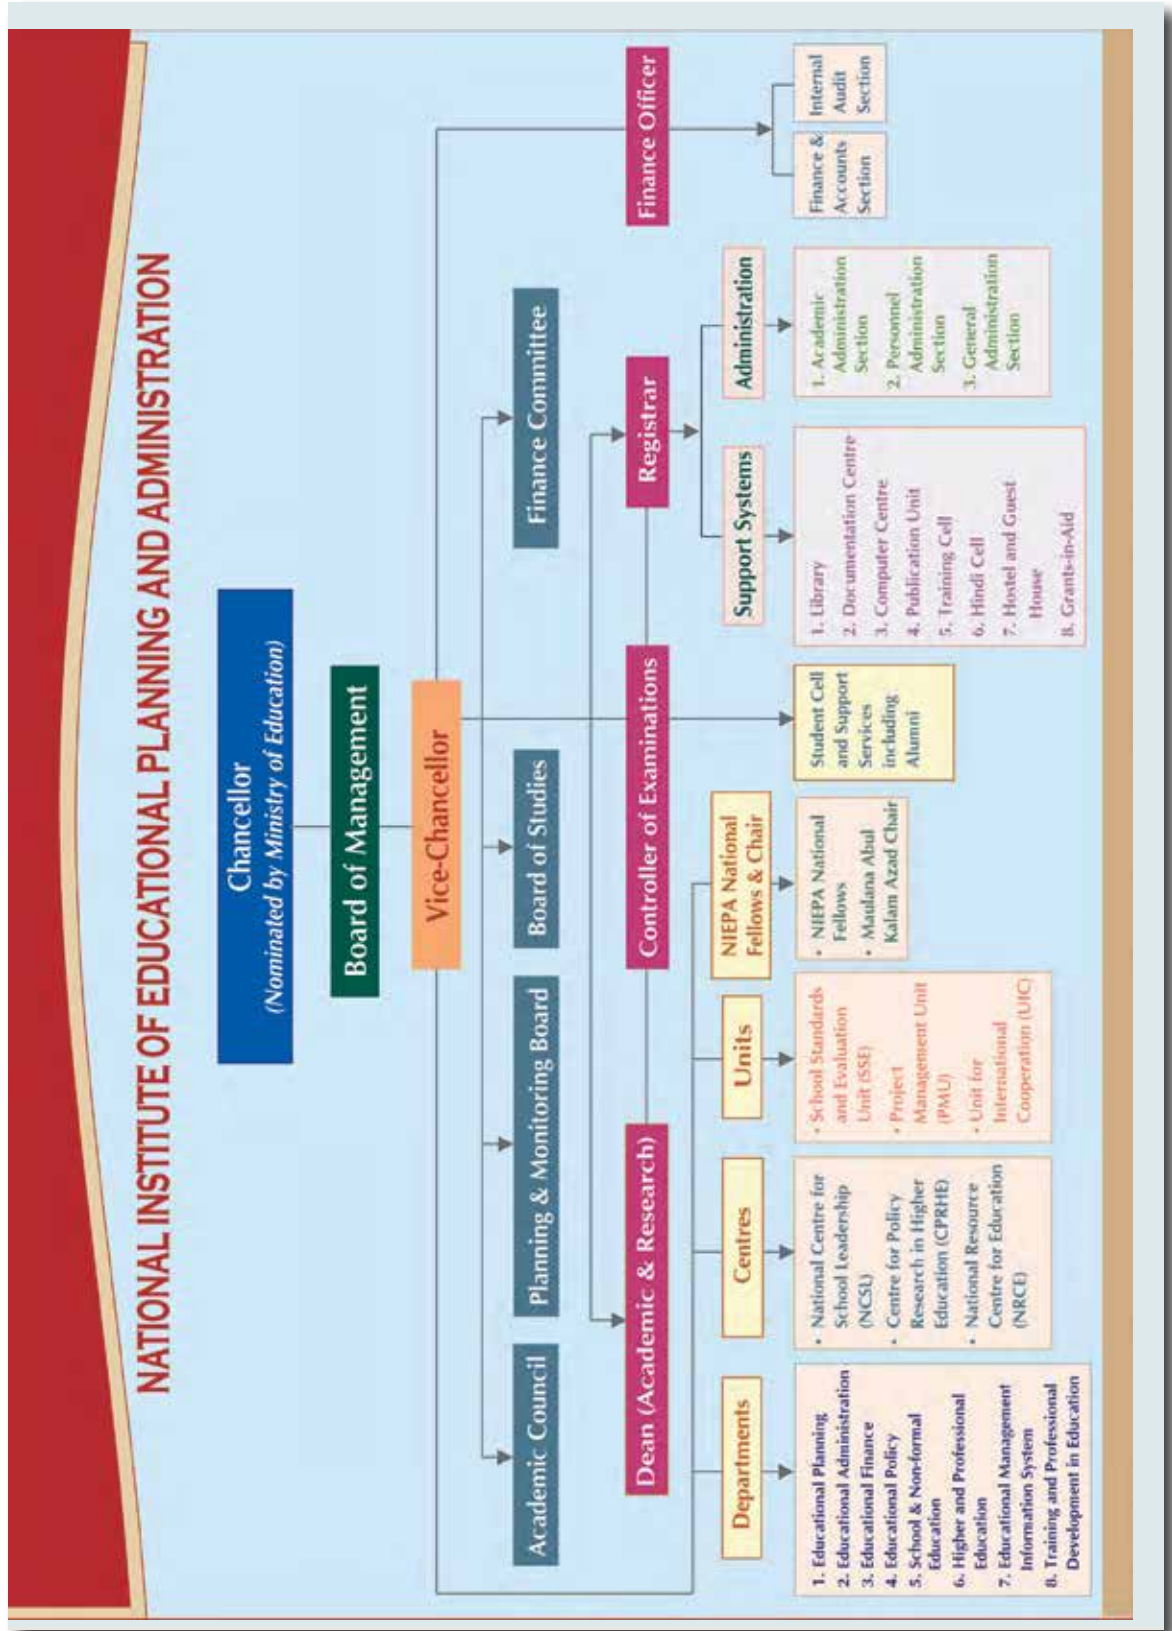 NATIONAL INSTITUTE OF EDUCATIONAL PLANNING AND ADMINISTRATION
Chancellor
(Nominated by Ministry of Education)
Board of Management
Vice-Chancellor
Academic Council
Planning & Monitoring Board
Board of Studies
Finance Committee
Dean (Academic & Research)
Controller of Examinations
Registrar
Finance Officer
Departments
1. Educational Planning
2. Educational Administration
3. Educational Finance
4. Educational Policy
5. School & Non-formal
Education
6. Higher and Professional
Education
7. Educational Management
Information System
8. Training and Professional
Development in Education
Centres
• National Centre for
School Leadership
(NCSL)
• Centre for Policy
Research in Higher
Education (CPRHE)
• National Resource
Centre for Education
(NRCE)
Units
• School Standards
and Evaluation
Unit (SSE)
• Project
Management Unit
(PMU)
• Unit for
International
Cooperation (UIC)
NIEPA National
Fellows & Chair
• NIEPA National
Fellows
• Maulana Abul
Kalam Azad Chair
Student Cell
and Support
Services
including
Alumni
Support Systems
1. Library
2. Documentation Centre
3. Computer Centre
4. Publication Unit
5. Training Cell
6. Hindi Cell
7. Hostel and Guest
House
8. Grants-in-Aid
Administration
1. Academic
Administration
Section
2. Personnel
Administration
Section
3. General
Administration
Section
Finance &
Accounts
Section
Internal
Audit
Section